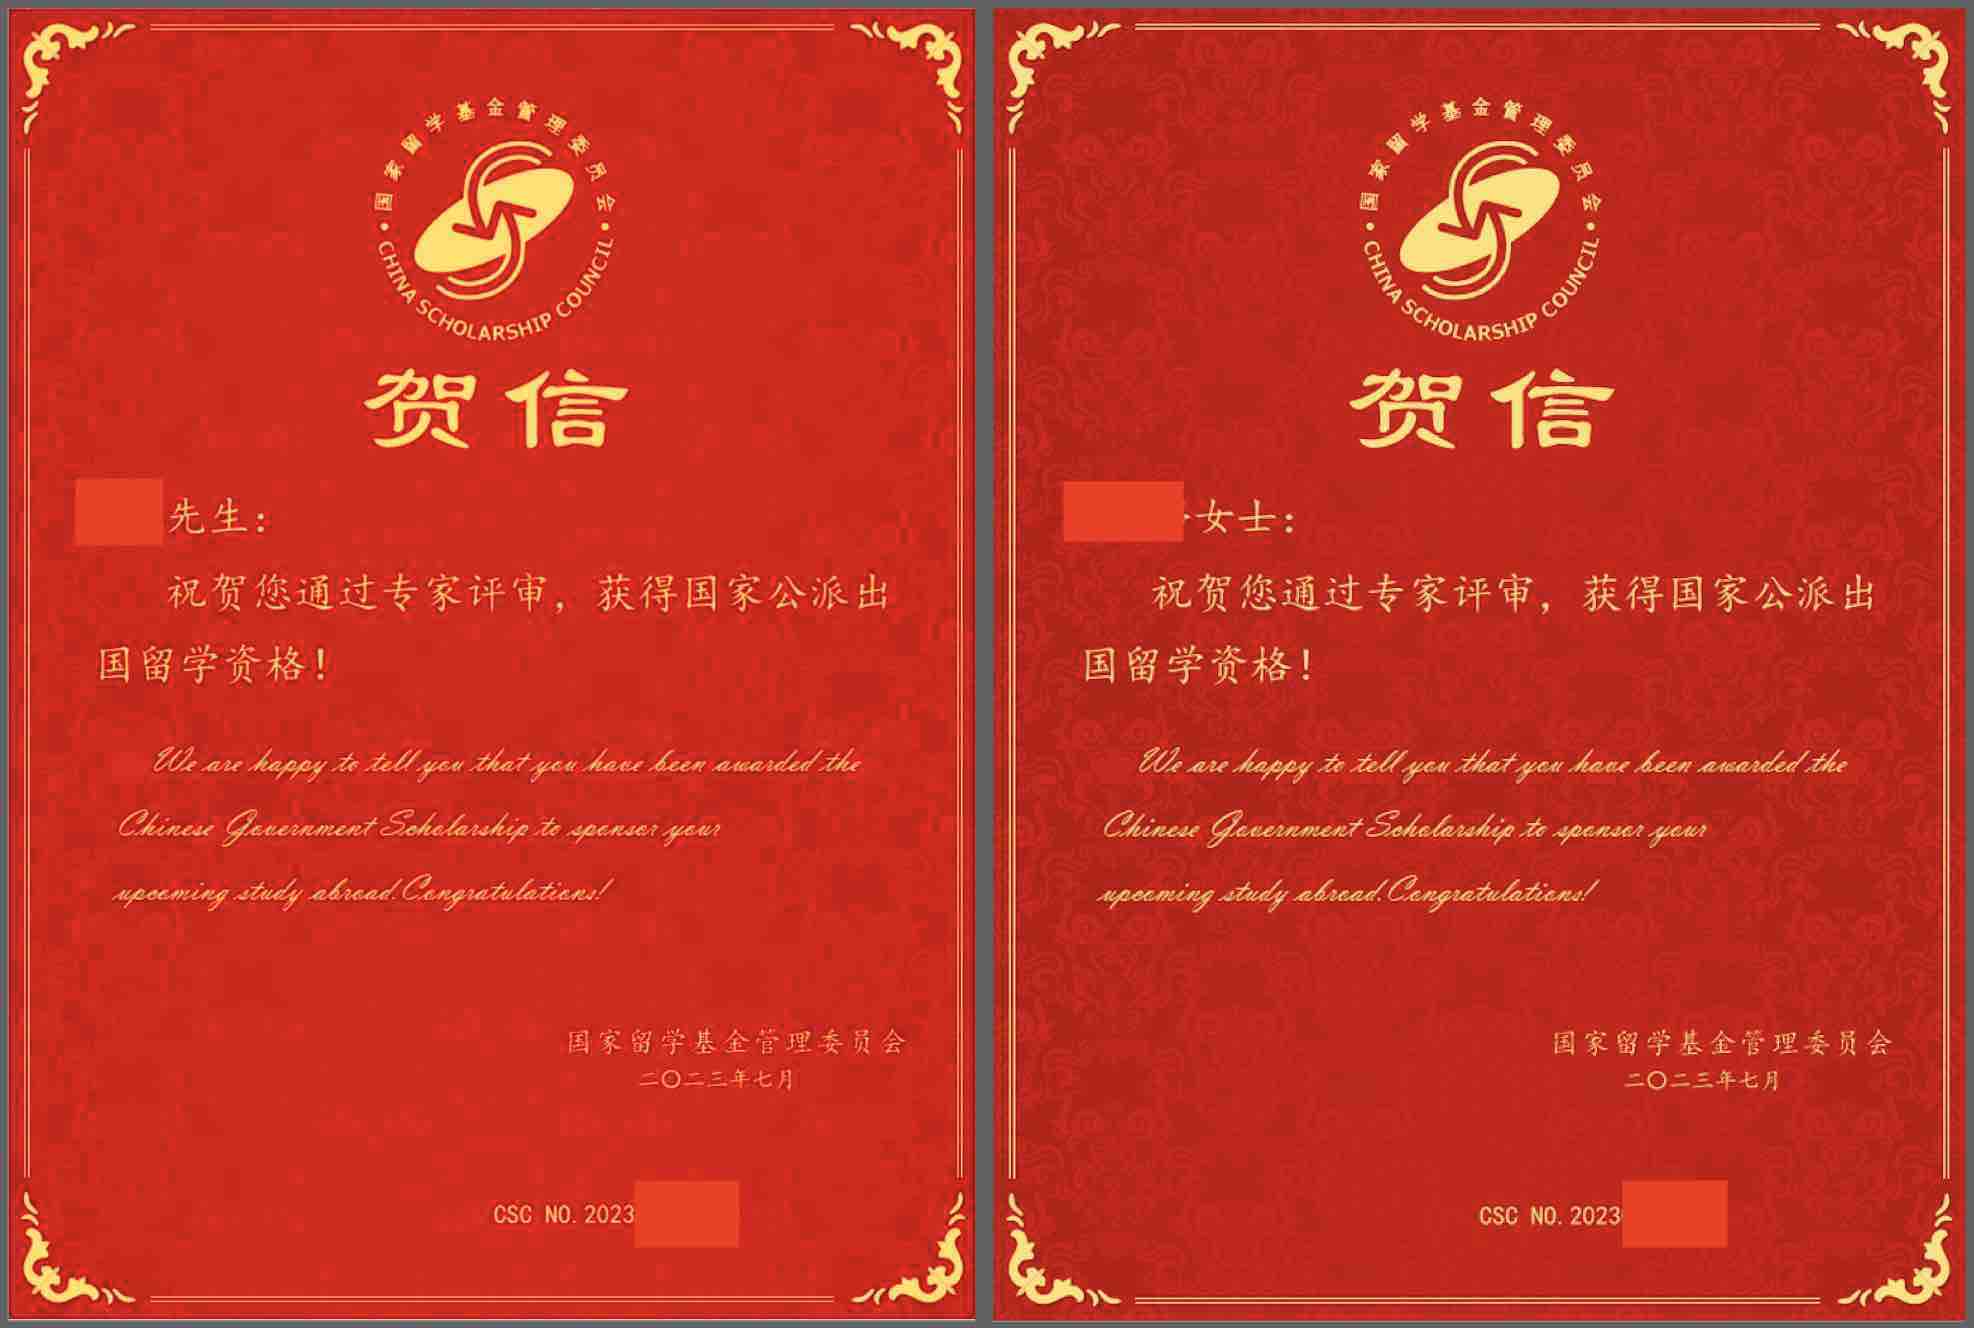 国家留学基金管理委员会
CHINA SCHOLARSHIP COUNCIL
贺信
先生：
祝贺您通过专家评审，获得国家公派出
国留学资格！
We are happy to tell you that you have been awarded the
Chinese Government Scholarship to sponsor your
upcoming study abroad.Congratulations!
国家留学基金管理委员会
二〇二三年七月
CSC NO.2023
国家留学基金管理委员会
CHINA SCHOLARSHIP COUNCIL
贺信
女士：
祝贺您通过专家评审，获得国家公派出
国留学资格！
We are happy to tell you that you have been awarded the
Chinese Government Scholarship to sponsor your
upcoming study abroad.Congratulations!
国家留学基金管理委员会
二〇二三年七月
CSC NO.2023